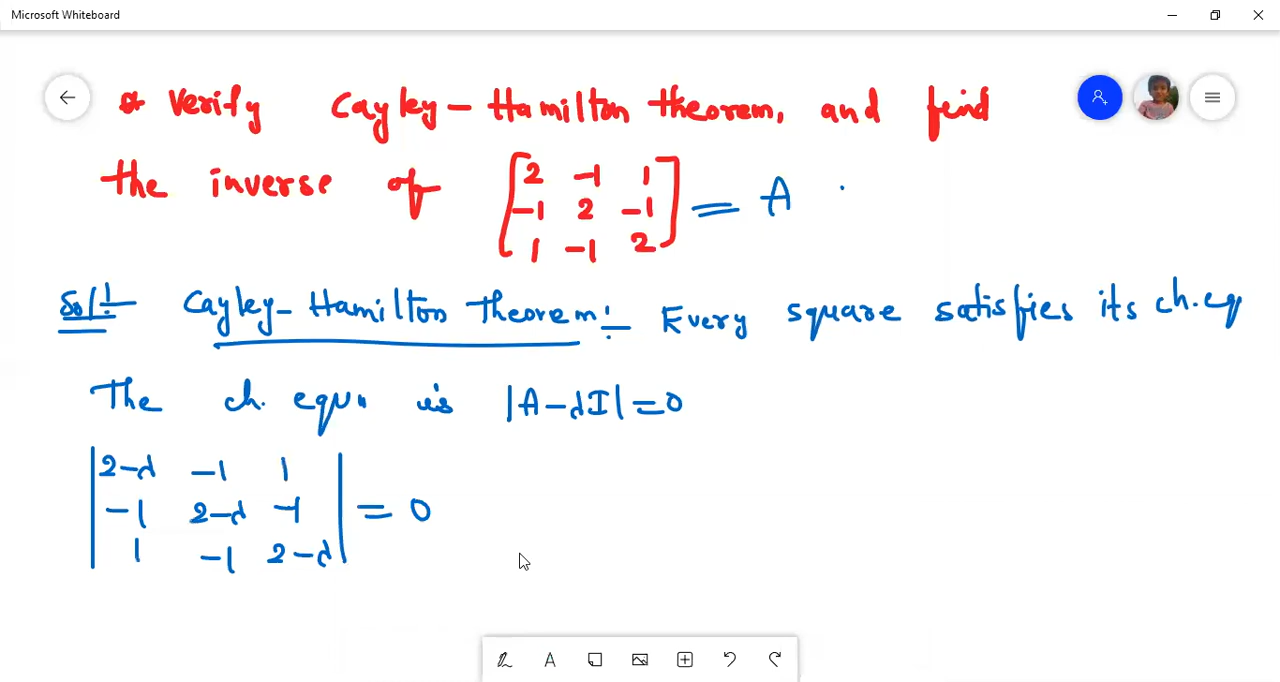 Microsoft Whiteboard
* Verify Cayley-Hamilton theorem, and find
the inverse of [2 -1 1
-1 2 -1
1 -1 2] = A
Sol: Cayley-Hamilton Theorem:- Every square satisfies its ch.eq
The ch. equn is |A-λI|=0
|2-λ -1 1
-1 2-λ -1
1 -1 2-λ| = 0
A